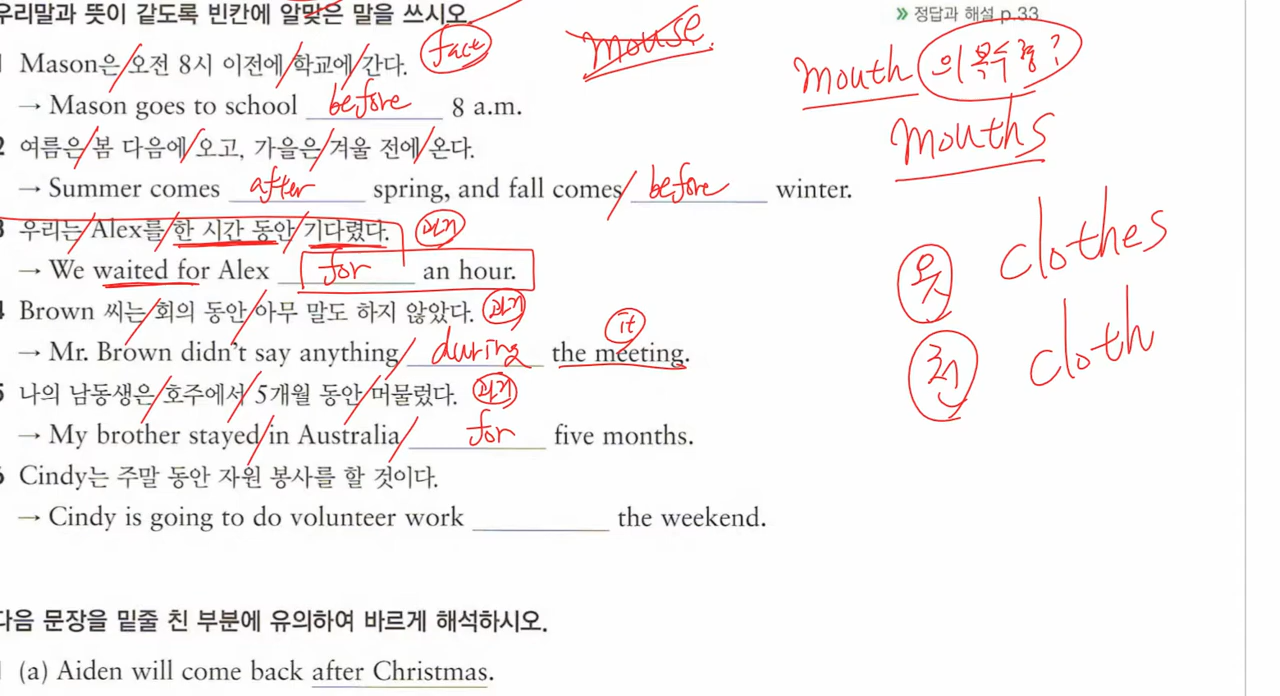 우리말과 뜻이 같도록 빈칸에 알맞은 말을 쓰시오.
» 정답과 해설 p.33
fact
mouse.
Mason은/오전 8시 이전에/학교에/간다.
mouth의 복수형?
→ Mason goes to school before 8 a.m.
mouths
2 여름은/봄 다음에/오고, 가을은/겨울 전에/온다.
→ Summer comes after spring, and fall comes/before winter.
3 우리는/Alex를/한 시간 동안/기다렸다. 과거
옷 clothes
→ We waited for Alex for an hour.
4 Brown 씨는/회의 동안/아무 말도 하지 않았다. 과거
it
→ Mr. Brown didn't say anything/during the meeting.
천 cloth
5 나의 남동생은/호주에서/5개월 동안/머물렀다. 과거
→ My brother stayed/in Australia/for five months.
6 Cindy는 주말 동안 자원 봉사를 할 것이다.
→ Cindy is going to do volunteer work the weekend.
다음 문장을 밑줄 친 부분에 유의하여 바르게 해석하시오.
(a) Aiden will come back after Christmas.